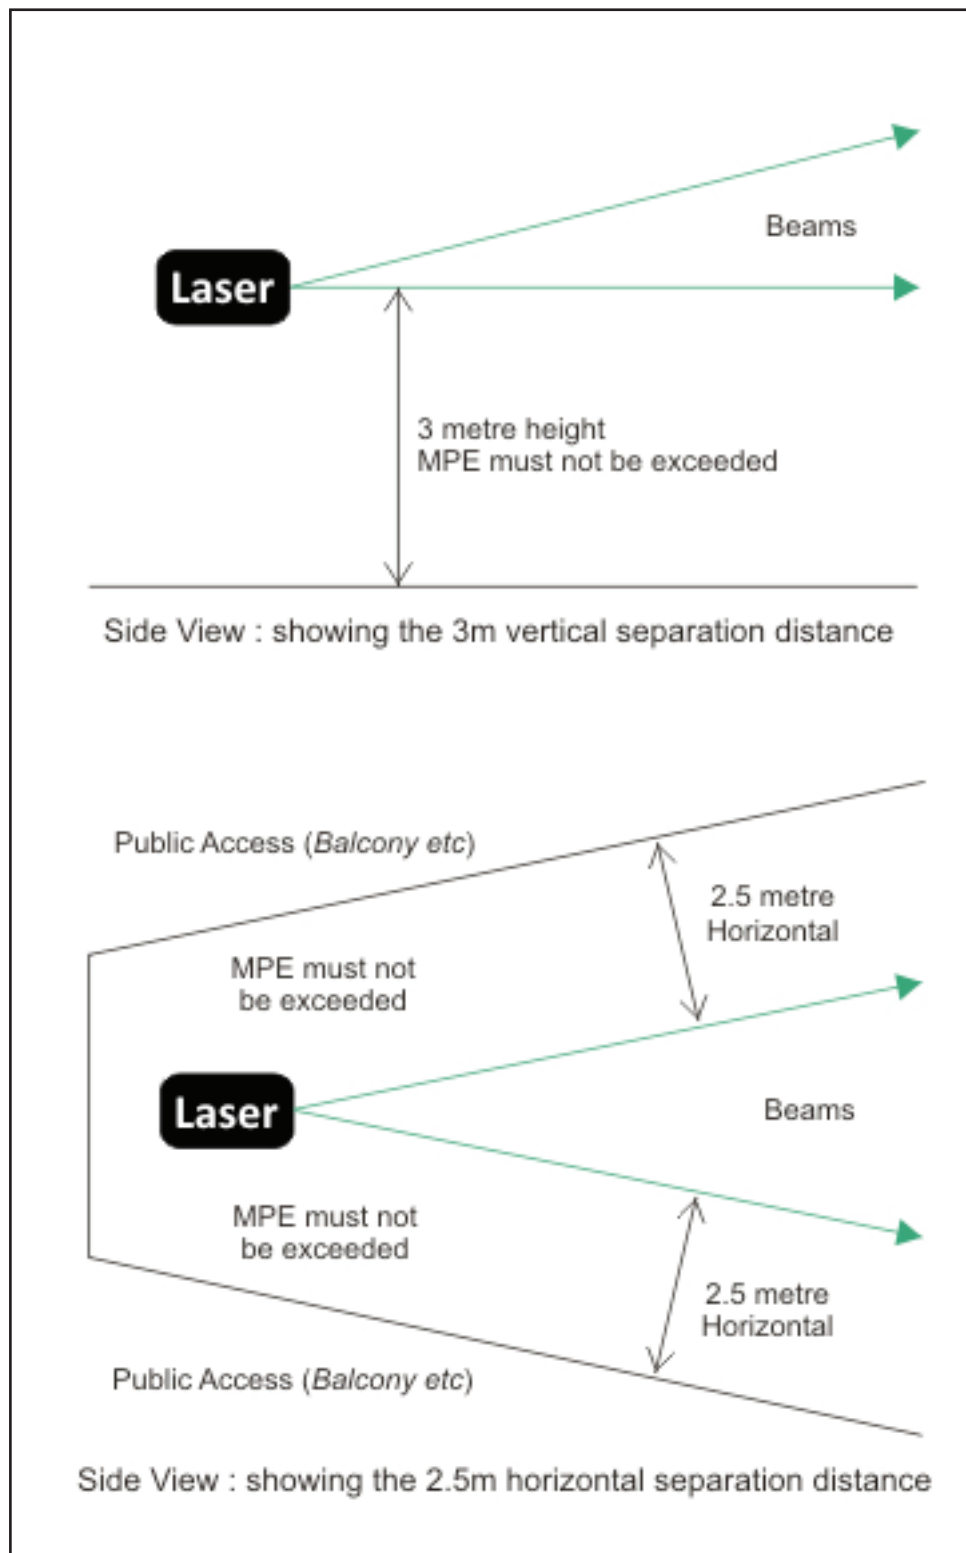 Beams
Laser
3 metre height
MPE must not be exceeded
Side View : showing the 3m vertical separation distance
Public Access (Balcony etc)
2.5 metre
Horizontal
MPE must not
be exceeded
Laser
Beams
MPE must not
be exceeded
2.5 metre
Horizontal
Public Access (Balcony etc)
Side View : showing the 2.5m horizontal separation distance